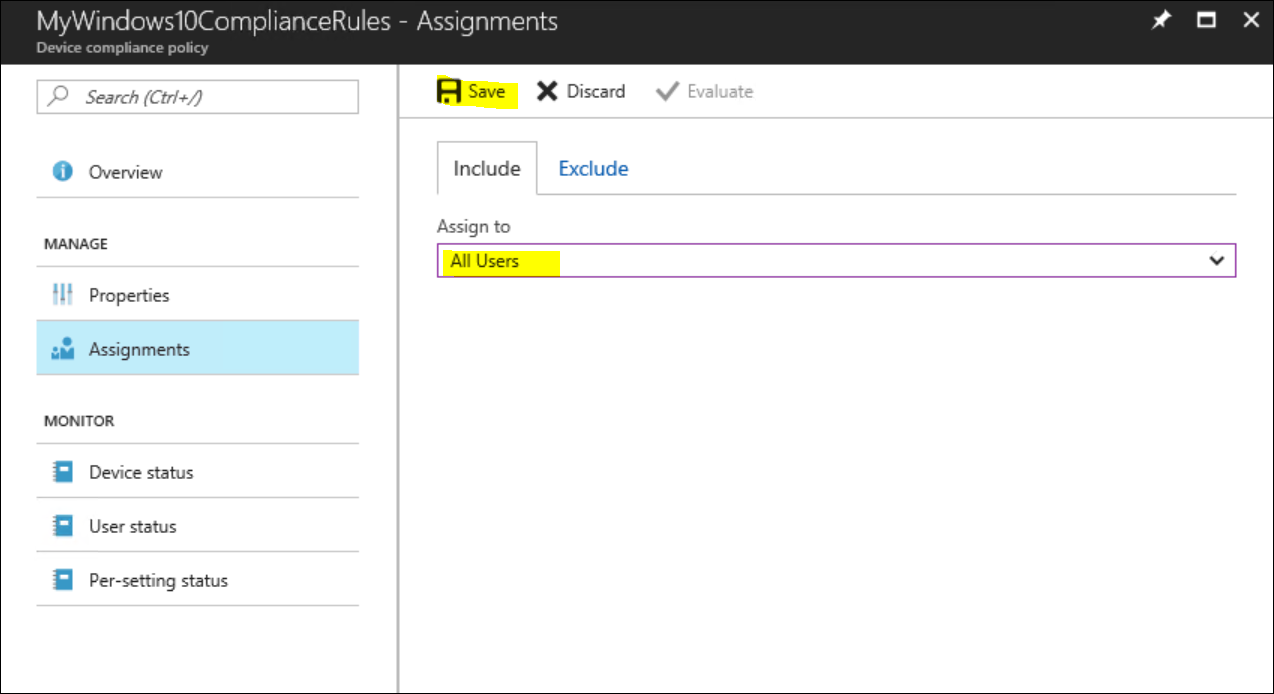 MyWindows10ComplianceRules - Assignments
Device compliance policy
Search (Ctrl+/)
Overview
MANAGE
Properties
Assignments
MONITOR
Device status
User status
Per-setting status
Save Discard Evaluate
Include Exclude
Assign to
All Users